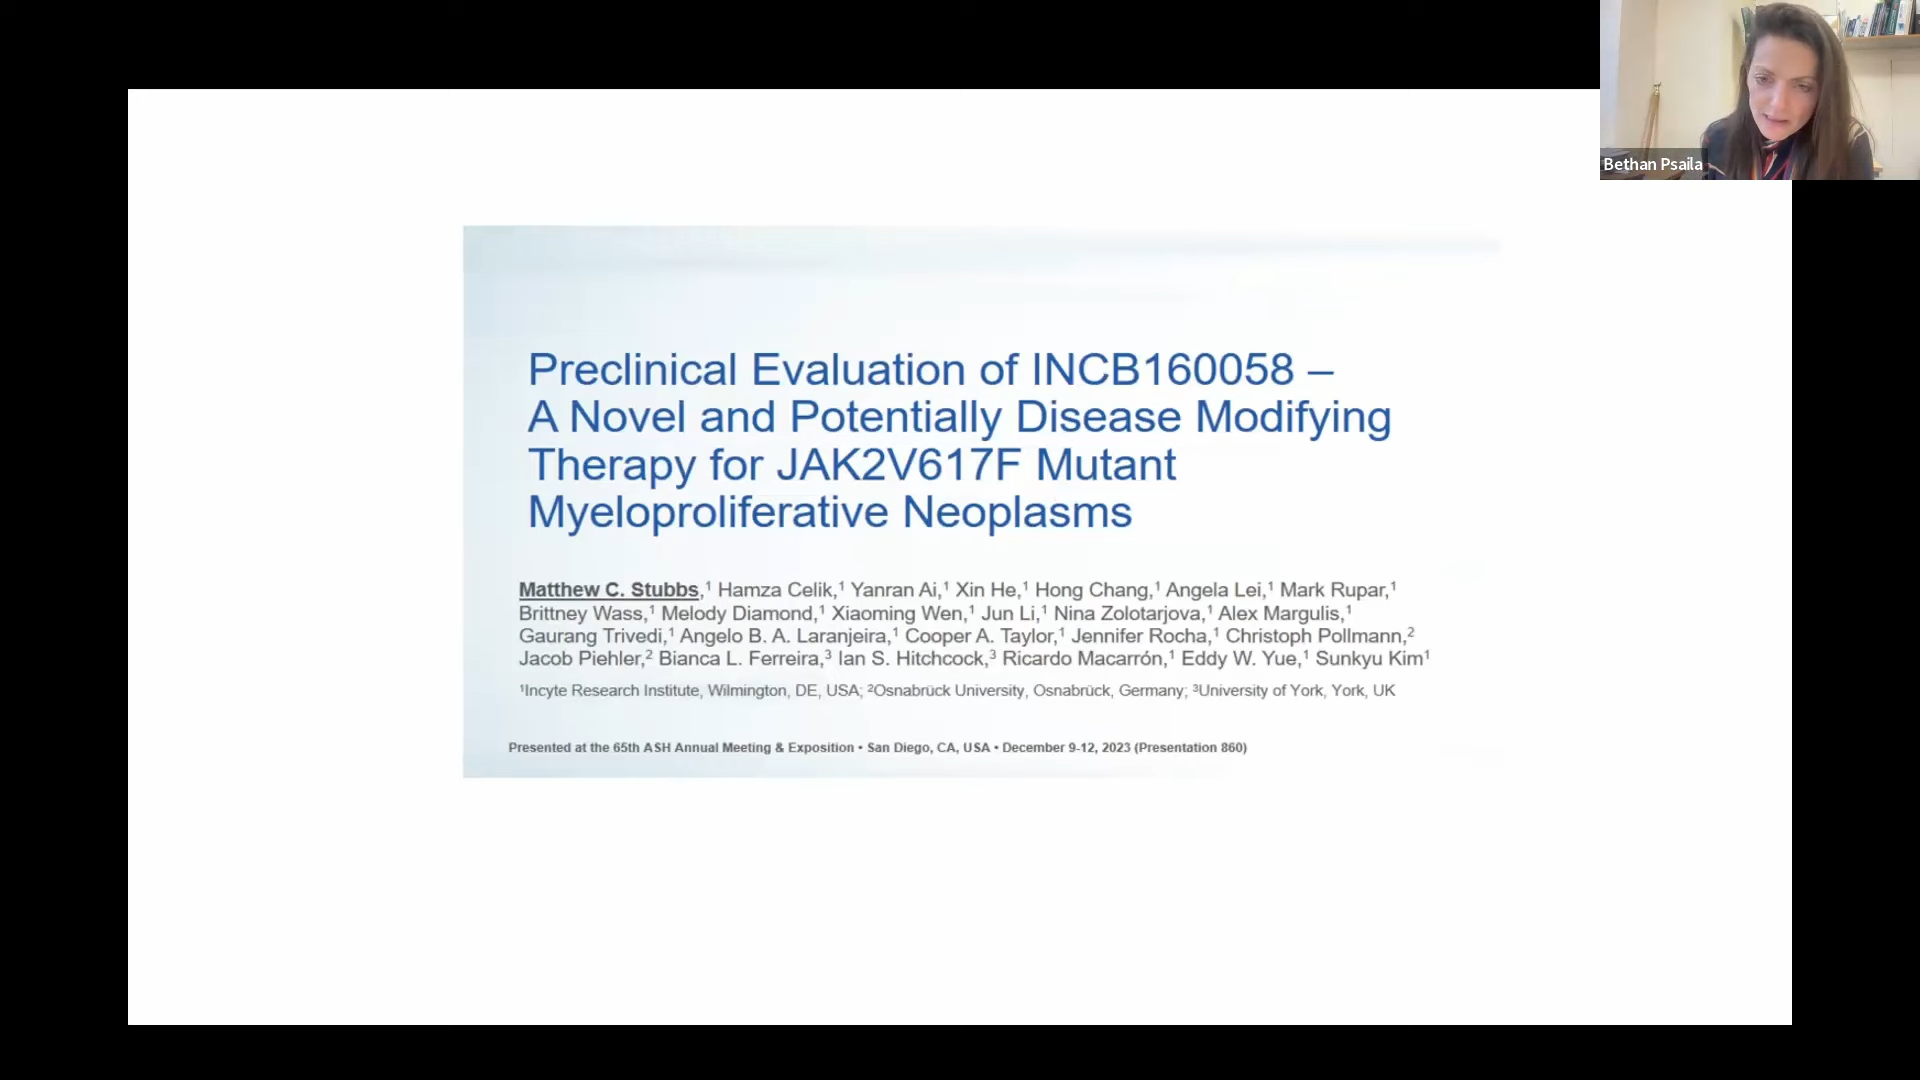 Bethan Psaila
Preclinical Evaluation of INCB160058 –
A Novel and Potentially Disease Modifying
Therapy for JAK2V617F Mutant
Myeloproliferative Neoplasms
Matthew C. Stubbs,¹ Hamza Celik,¹ Yanran Ai,¹ Xin He,¹ Hong Chang,¹ Angela Lei,¹ Mark Rupar,¹
Brittney Wass,¹ Melody Diamond,¹ Xiaoming Wen,¹ Jun Li,¹ Nina Zolotarjova,¹ Alex Margulis,¹
Gaurang Trivedi,¹ Angelo B. A. Laranjeira,¹ Cooper A. Taylor,¹ Jennifer Rocha,¹ Christoph Pollmann,²
Jacob Piehler,² Bianca L. Ferreira,³ Ian S. Hitchcock,³ Ricardo Macarrón,¹ Eddy W. Yue,¹ Sunkyu Kim¹
¹Incyte Research Institute, Wilmington, DE, USA; ²Osnabrück University, Osnabrück, Germany; ³University of York, York, UK
Presented at the 65th ASH Annual Meeting & Exposition • San Diego, CA, USA • December 9-12, 2023 (Presentation 860)